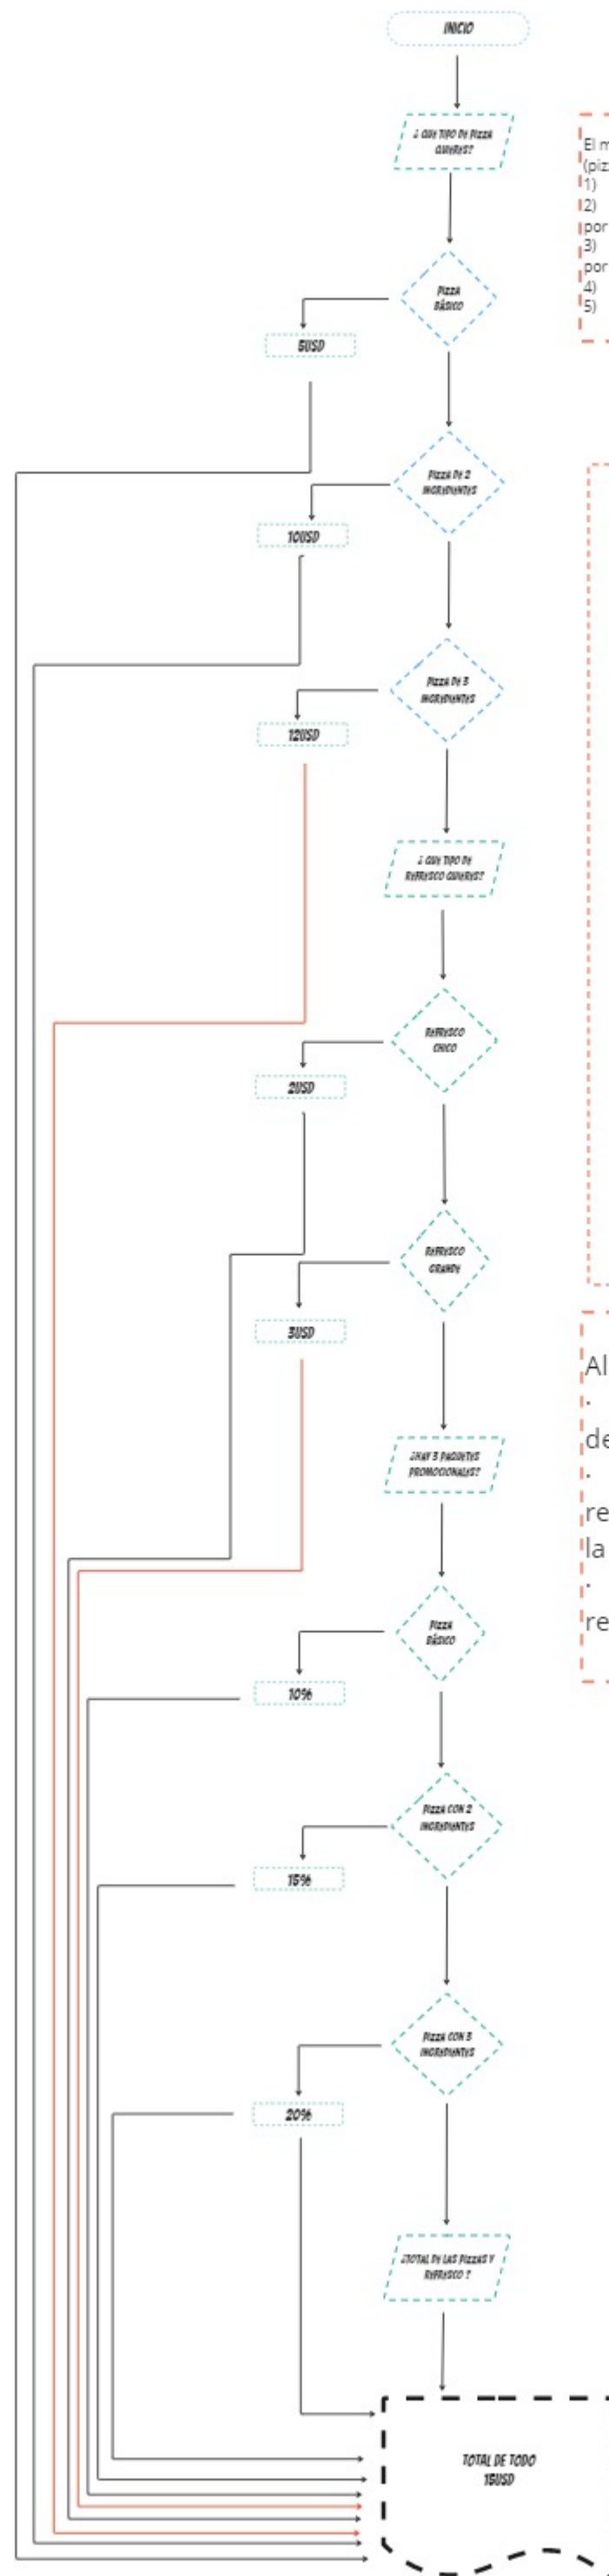 INICIO
¿ QUE TIPO DE PIZZA
QUIERES?
El m
(piz
1)
2)
por
3)
por
4)
5)
PIZZA
BÁSICO
5USD
PIZZA DE 2
INGREDIENTES
10USD
PIZZA DE 3
INGREDIENTES
12USD
¿ QUE TIPO DE
REFRESCO QUIERES?
REFRESCO
CHICO
2USD
REFRESCO
GRANDE
3USD
Al
·
de
·
re
la
·
re
¿HAY 3 PAQUETES
PROMOCIONALES?
PIZZA
BÁSICO
10%
PIZZA CON 2
INGREDIENTES
15%
PIZZA CON 3
INGREDIENTES
20%
¿TOTAL DE LAS PIZZAS Y
REFRESCO ?
TOTAL DE TODO
15USD